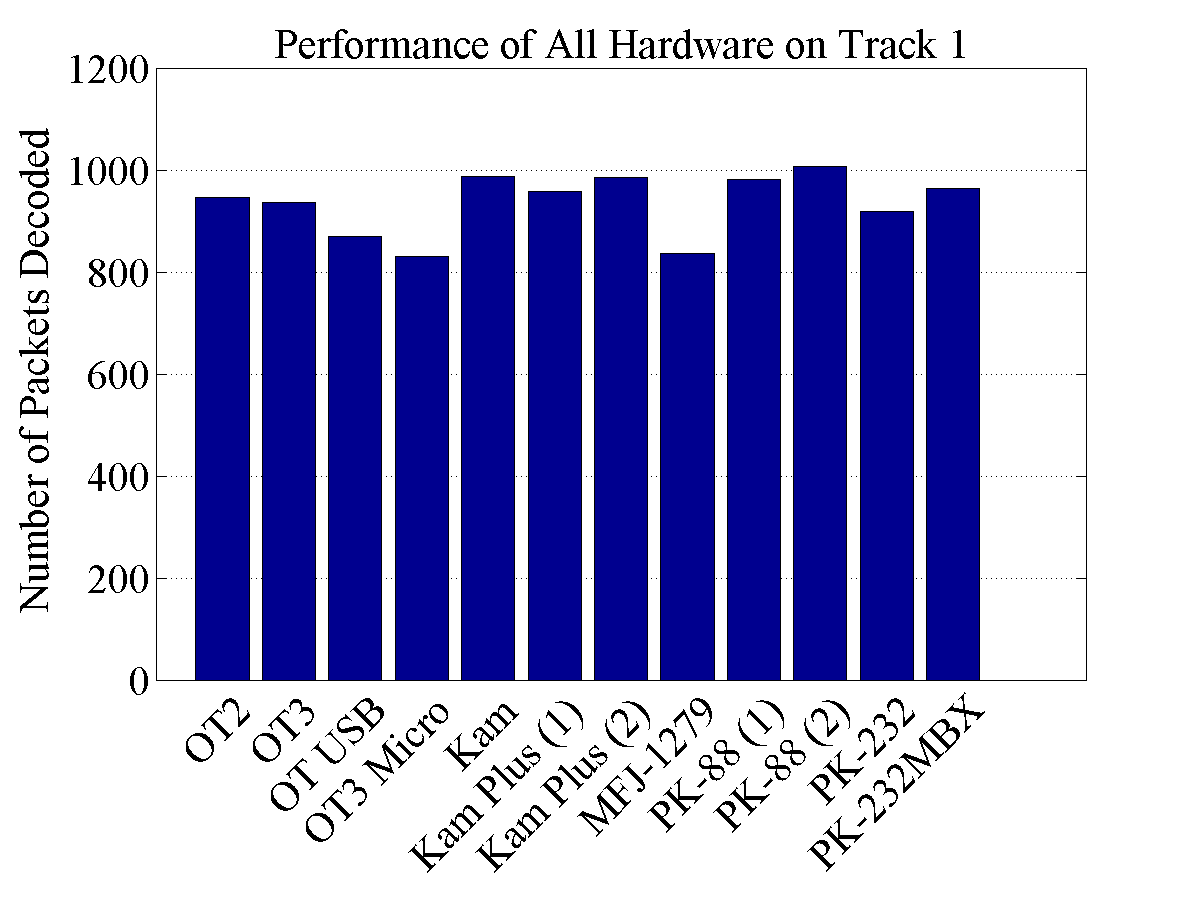 Performance of All Hardware on Track 1
Number of Packets Decoded
1200
1000
800
600
400
200
0
OT2
OT3
OT USB
OT3 Micro
Kam
Kam Plus (1)
Kam Plus (2)
MFJ-1279
PK-88 (1)
PK-88 (2)
PK-232
PK-232MBX